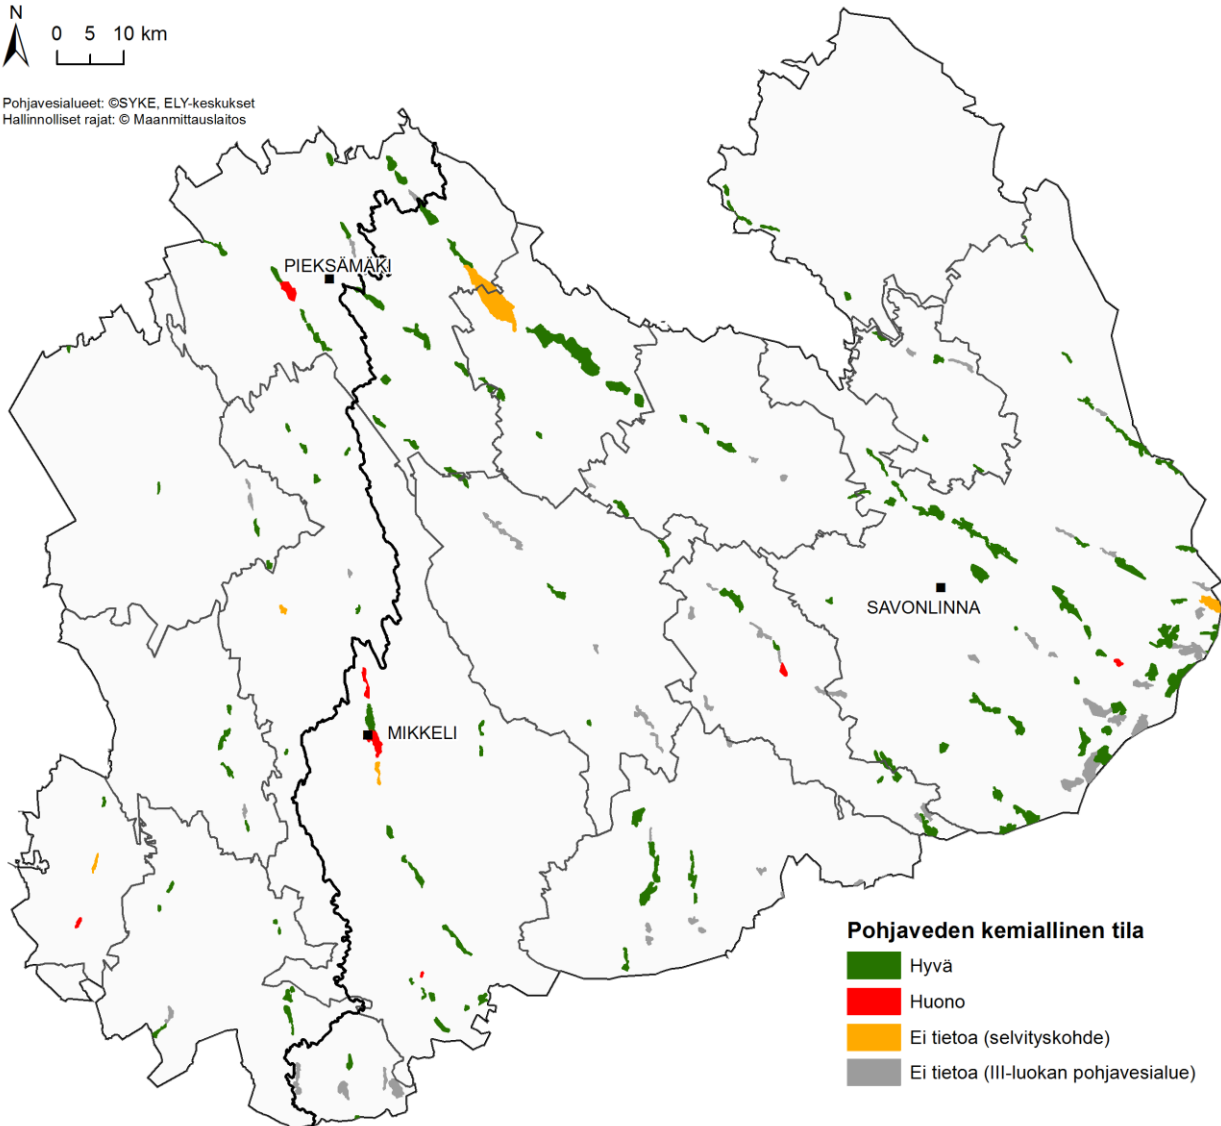 N
0 5 10 km
Pohjavesialueet: ©SYKE, ELY-keskukset
Hallinnolliset rajat: © Maanmittauslaitos
PIEKSÄMÄKI
SAVONLINNA
MIKKELI
Pohjaveden kemiallinen tila
Hyvä
Huono
Ei tietoa (selvityskohde)
Ei tietoa (III-luokan pohjavesialue)